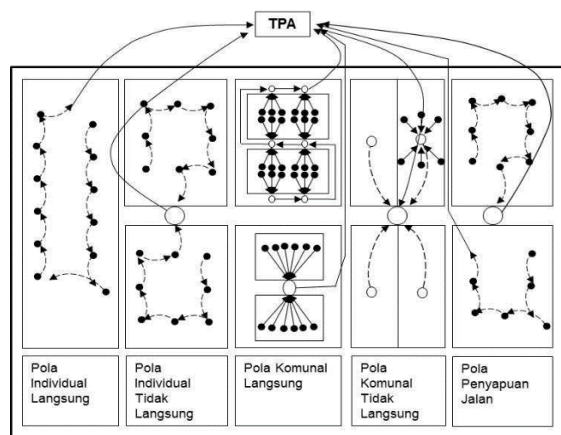 TPA
Pola
Individual
Langsung
Pola
Individual
Tidak
Langsung
Pola Komunal
Langsung
Pola
Komunal
Tidak
Langsung
Pola
Penyapuan
Jalan